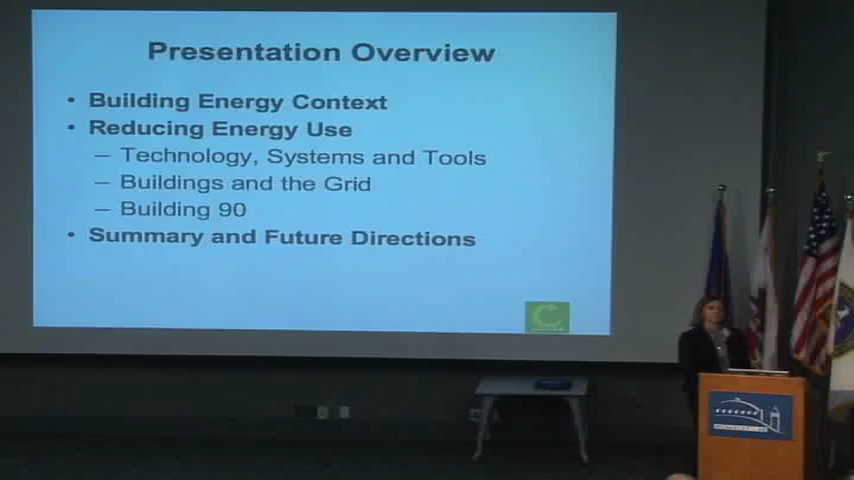 Presentation Overview
• Building Energy Context
• Reducing Energy Use
– Technology, Systems and Tools
– Buildings and the Grid
– Building 90
• Summary and Future Directions